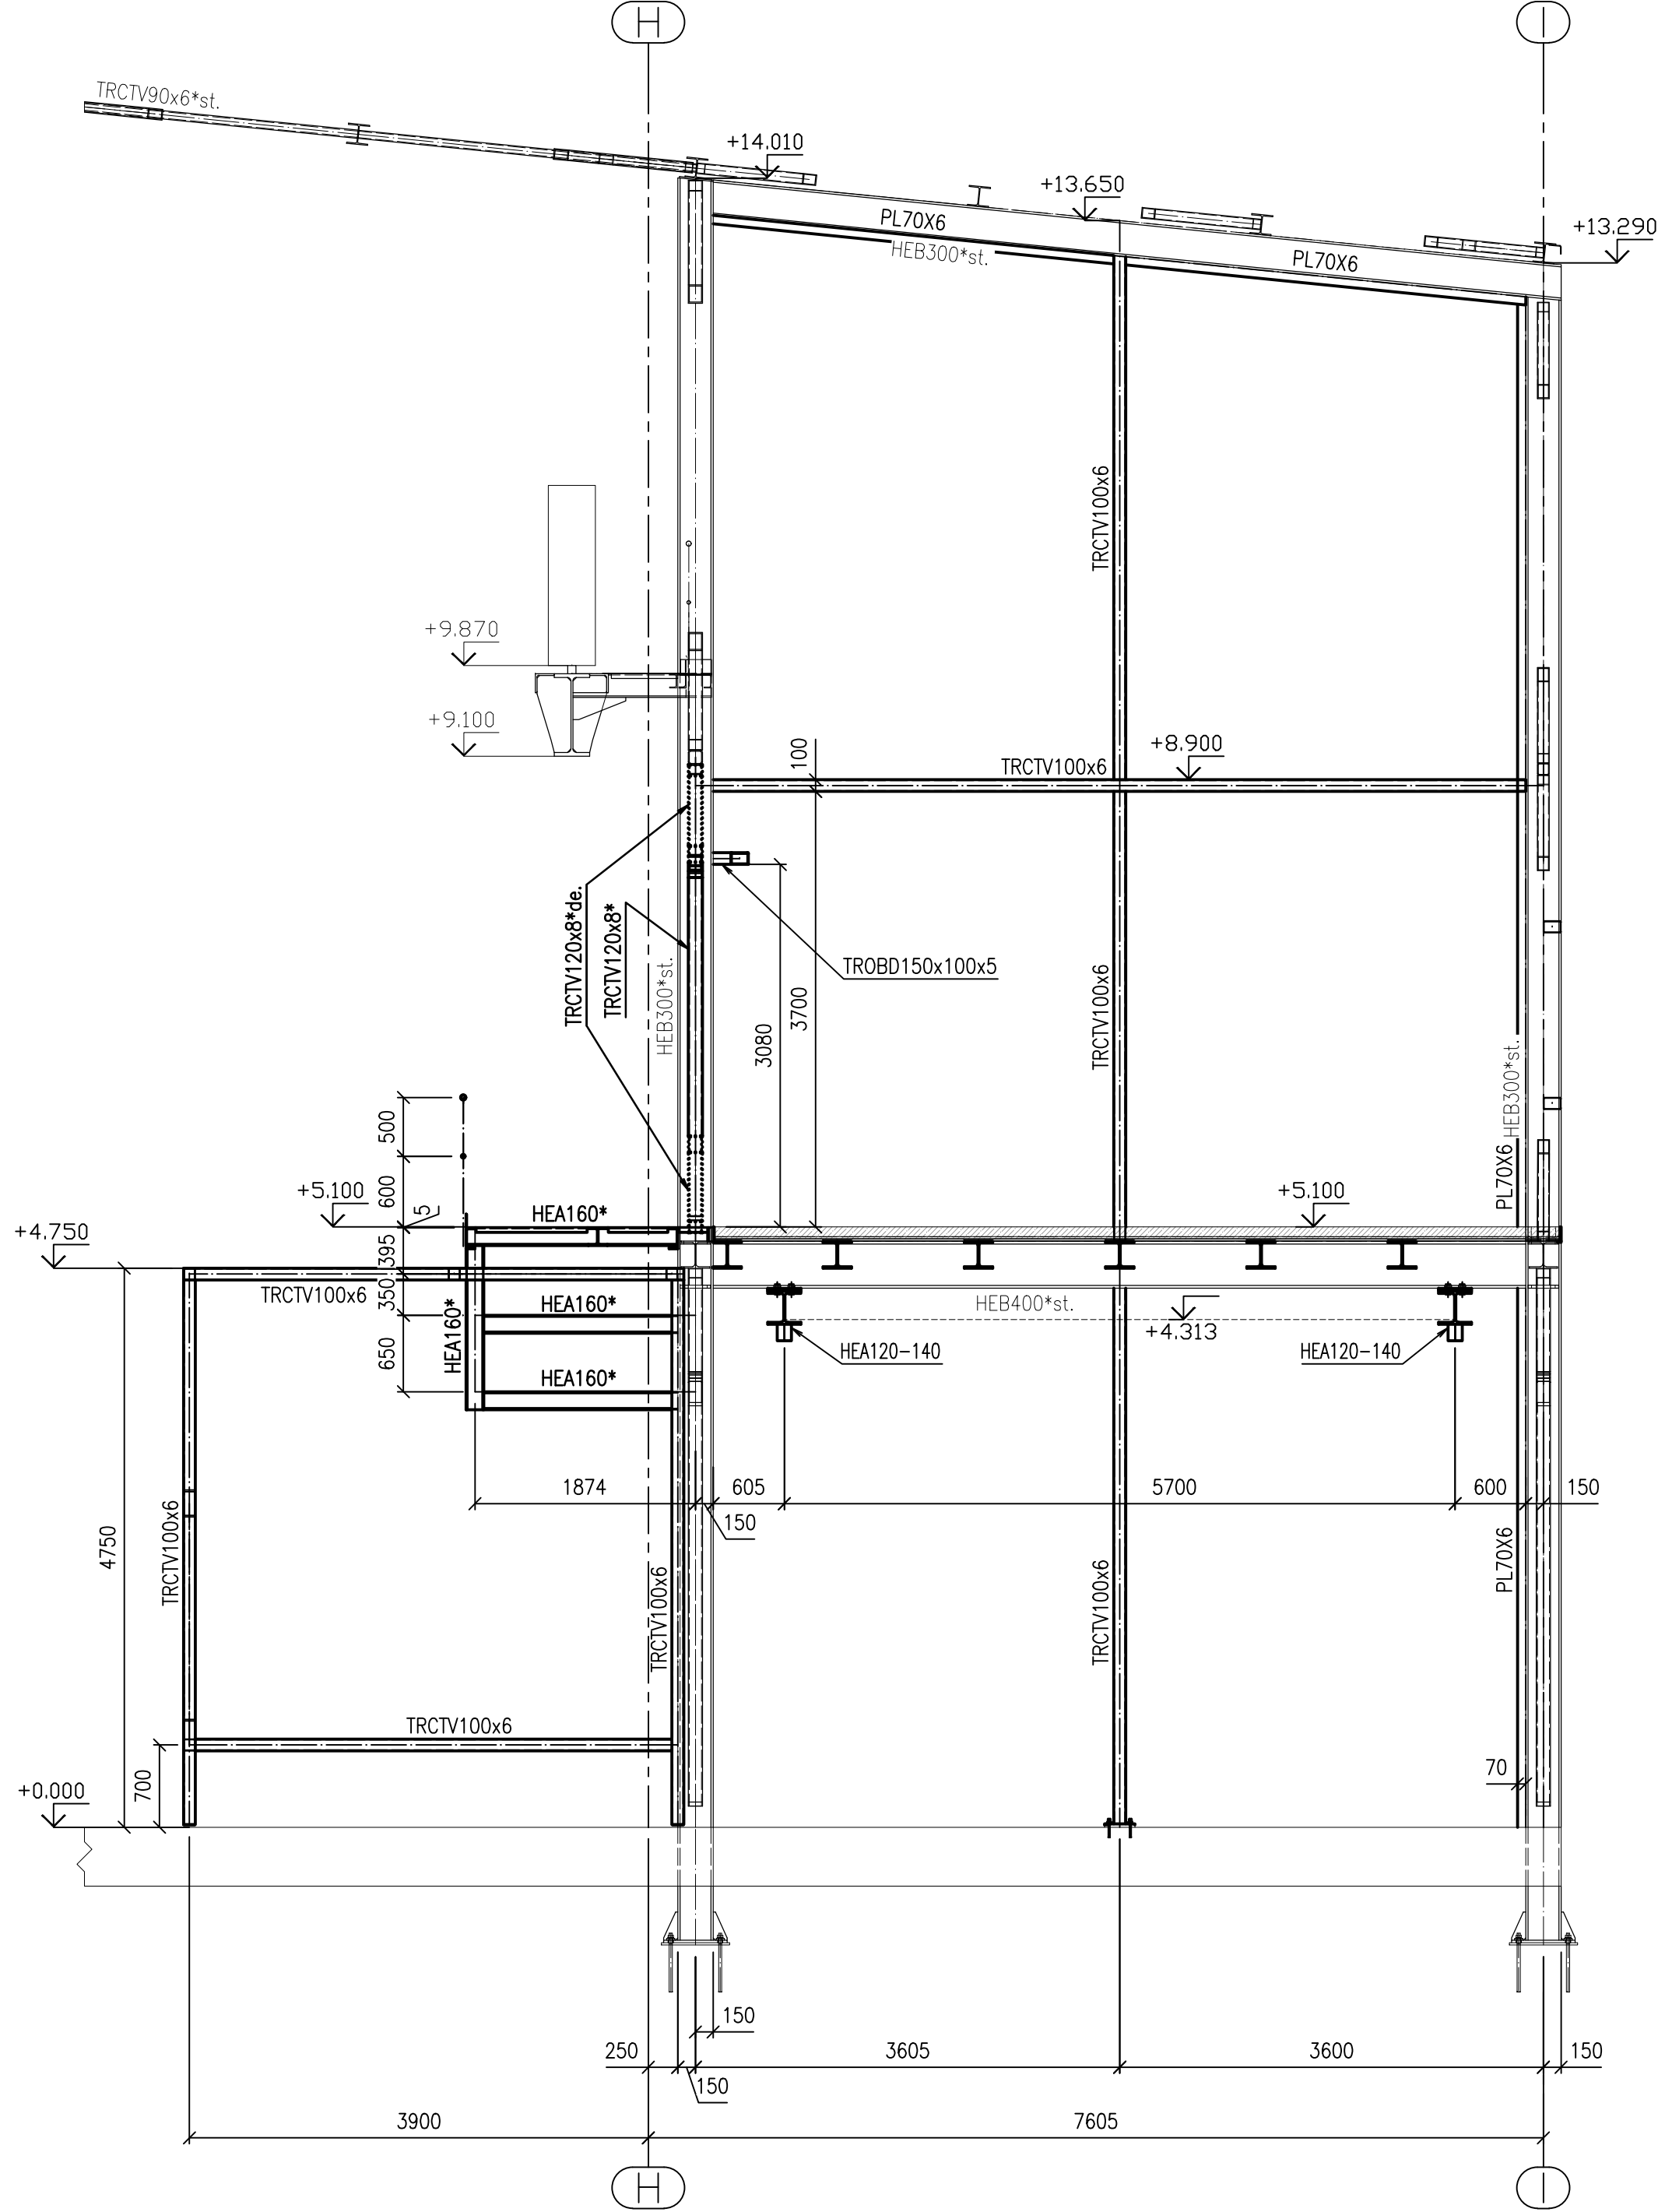 H
I
TRCTV90x6*st.
+14.010
+13.650
+13.290
PL70X6
HEB300*st.
PL70X6
TRCTV100x6
+9.870
+9.100
100
TRCTV100x6
+8.900
TRCTV120x8*de.
TRCTV120x8*
HEB300*st.
TROBD150x100x5
3080
3700
TRCTV100x6
HEB300*st.
PL70X6
500
600
5
+5.100
HEA160*
+5.100
+4.750
395
350
650
TRCTV100x6
HEA160*
HEA160*
HEA160*
HEB400*st.
+4.313
HEA120-140
HEA120-140
1874
605
5700
600
150
150
4750
TRCTV100x6
TRCTV100x6
TRCTV100x6
PL70X6
TRCTV100x6
700
70
+0.000
150
250
3605
3600
150
150
3900
7605
H
I